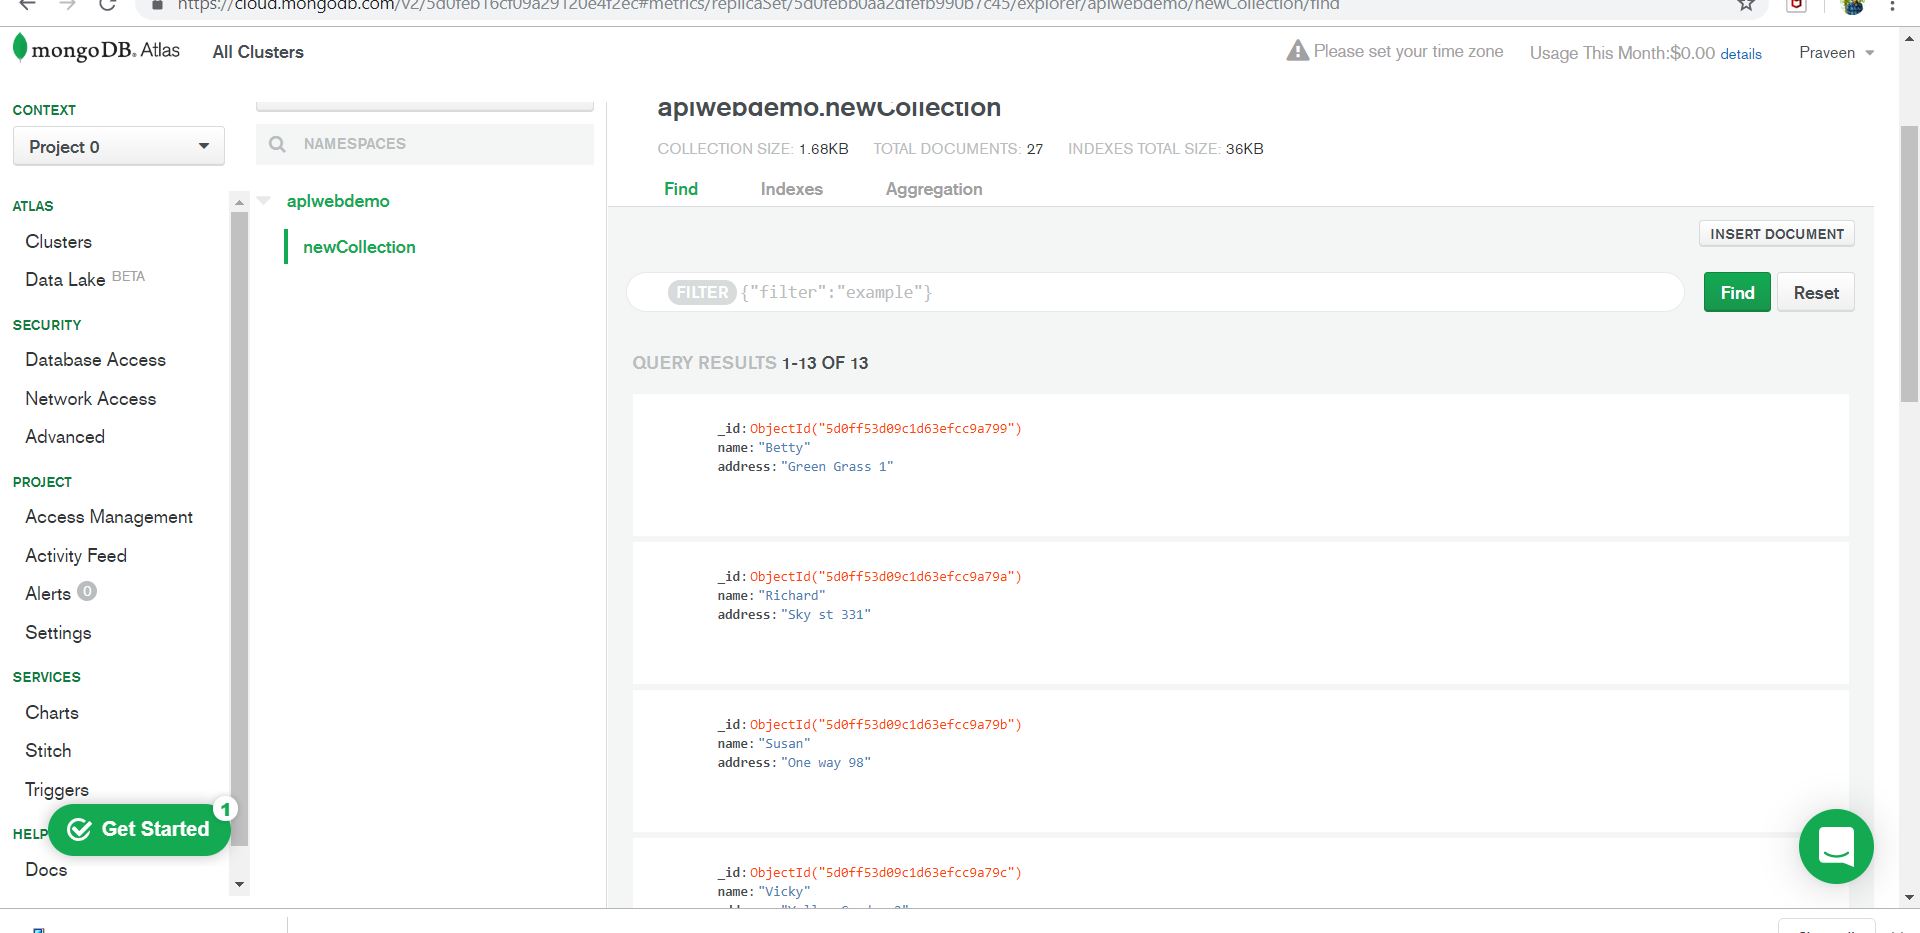 https://cloud.mongodb.com/v2/5d0feb16cf09a29120e4f2ec#metrics/replicaSet/5d0febb0aa2dfefb990b7c45/explorer/aplwebdemo/newCollection/find
mongoDB. Atlas
All Clusters
Please set your time zone
Usage This Month:$0.00 details
Praveen
CONTEXT
Project 0
ATLAS
Clusters
Data Lake BETA
SECURITY
Database Access
Network Access
Advanced
PROJECT
Access Management
Activity Feed
Alerts 0
Settings
SERVICES
Charts
Stitch
Triggers
HELP
Get Started 1
Docs
NAMESPACES
aplwebdemo
newCollection
aplwebdemo.newCollection
COLLECTION SIZE: 1.68KB TOTAL DOCUMENTS: 27 INDEXES TOTAL SIZE: 36KB
Find Indexes Aggregation
INSERT DOCUMENT
FILTER {"filter":"example"}
Find
Reset
QUERY RESULTS 1-13 OF 13
_id: ObjectId("5d0ff53d09c1d63efcc9a799")
name: "Betty"
address: "Green Grass 1"
_id: ObjectId("5d0ff53d09c1d63efcc9a79a")
name: "Richard"
address: "Sky st 331"
_id: ObjectId("5d0ff53d09c1d63efcc9a79b")
name: "Susan"
address: "One way 98"
_id: ObjectId("5d0ff53d09c1d63efcc9a79c")
name: "Vicky"